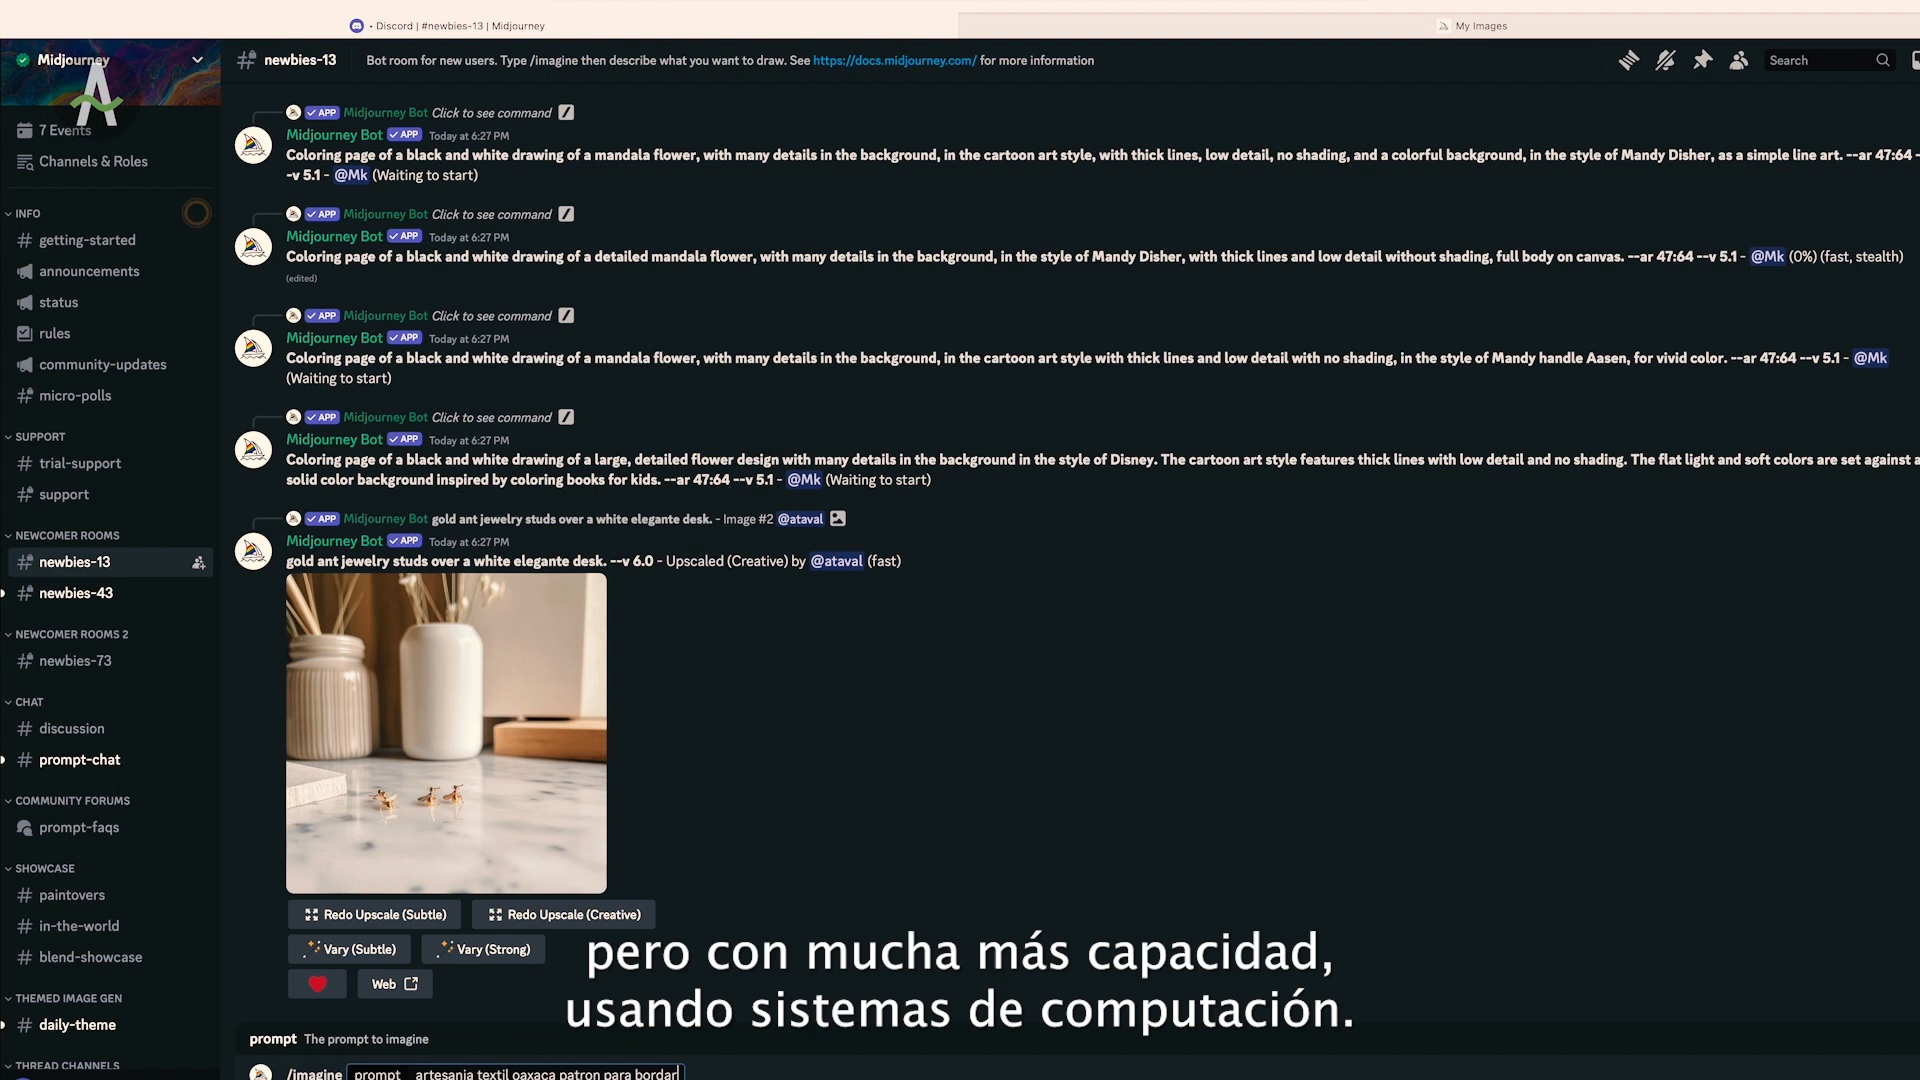 • Discord | #newbies-13 | Midjourney
My Images
Midjourney
newbies-13
Bot room for new users. Type /imagine then describe what you want to draw. See https://docs.midjourney.com/ for more information
Search
7 Events
Channels & Roles
INFO
getting-started
announcements
status
rules
community-updates
micro-polls
SUPPORT
trial-support
support
NEWCOMER ROOMS
newbies-13
newbies-43
NEWCOMER ROOMS 2
newbies-73
CHAT
discussion
prompt-chat
COMMUNITY FORUMS
prompt-faqs
SHOWCASE
paintovers
in-the-world
blend-showcase
THEMED IMAGE GEN
daily-theme
THREAD CHANNELS
APP Midjourney Bot Click to see command
Midjourney Bot APP Today at 6:27 PM
Coloring page of a black and white drawing of a mandala flower, with many details in the background, in the cartoon art style, with thick lines, low detail, no shading, and a colorful background, in the style of Mandy Disher, as a simple line art. --ar 47:64 -
-v 5.1 - @Mk (Waiting to start)
APP Midjourney Bot Click to see command
Midjourney Bot APP Today at 6:27 PM
Coloring page of a black and white drawing of a detailed mandala flower, with many details in the background, in the style of Mandy Disher, with thick lines and low detail without shading, full body on canvas. --ar 47:64 --v 5.1 - @Mk (0%) (fast, stealth)
(edited)
APP Midjourney Bot Click to see command
Midjourney Bot APP Today at 6:27 PM
Coloring page of a black and white drawing of a mandala flower, with many details in the background, in the cartoon art style with thick lines and low detail with no shading, in the style of Mandy handle Aasen, for vivid color. --ar 47:64 --v 5.1 - @Mk
(Waiting to start)
APP Midjourney Bot Click to see command
Midjourney Bot APP Today at 6:27 PM
Coloring page of a black and white drawing of a large, detailed flower design with many details in the background in the style of Disney. The cartoon art style features thick lines with low detail and no shading. The flat light and soft colors are set against a
solid color background inspired by coloring books for kids. --ar 47:64 --v 5.1 - @Mk (Waiting to start)
APP Midjourney Bot gold ant jewelry studs over a white elegante desk. - Image #2 @ataval
Midjourney Bot APP Today at 6:27 PM
gold ant jewelry studs over a white elegante desk. --v 6.0 - Upscaled (Creative) by @ataval (fast)
Redo Upscale (Subtle)
Redo Upscale (Creative)
Vary (Subtle)
Vary (Strong)
Web
pero con mucha más capacidad,
usando sistemas de computación.
prompt The prompt to imagine
/imagine prompt artesania textil oaxaca patron para bordar